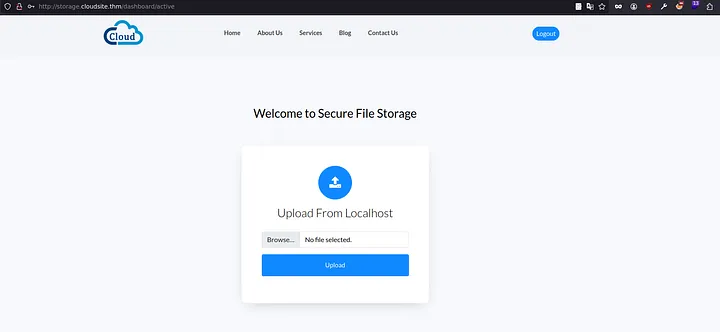 http://storage.cloudsite.thm/dashboard/active
33
Cloud
Home About Us Services Blog Contact Us
Logout
Welcome to Secure File Storage
Upload From Localhost
Browse... No file selected.
Upload